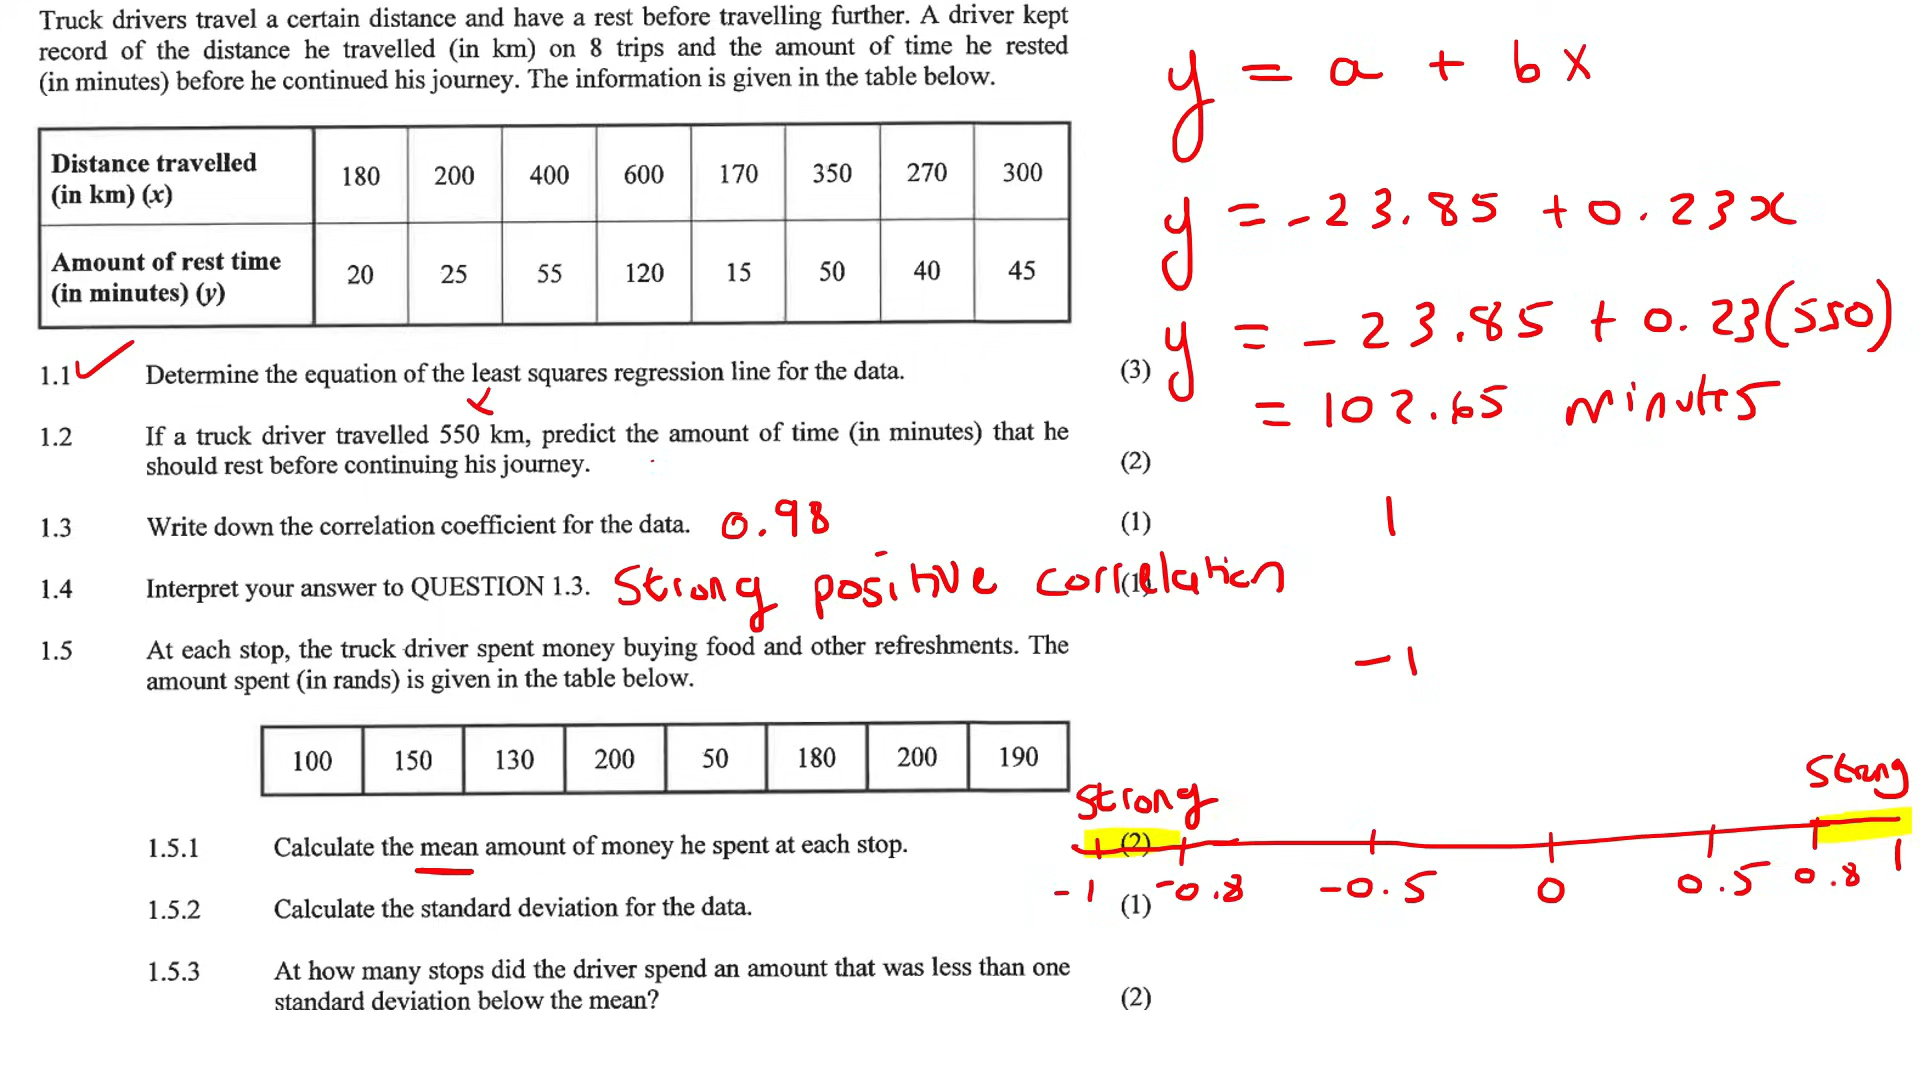 Truck drivers travel a certain distance and have a rest before travelling further. A driver kept
record of the distance he travelled (in km) on 8 trips and the amount of time he rested
(in minutes) before he continued his journey. The information is given in the table below.
Distance travelled
(in km) (x) 180 200 400 600 170 350 270 300
Amount of rest time
(in minutes) (y) 20 25 55 120 15 50 40 45
1.1 Determine the equation of the least squares regression line for the data. (3)
x
1.2 If a truck driver travelled 550 km, predict the amount of time (in minutes) that he
should rest before continuing his journey. (2)
1.3 Write down the correlation coefficient for the data. 0.98 (1)
1.4 Interpret your answer to QUESTION 1.3. Strong positive correlation (1)
1.5 At each stop, the truck driver spent money buying food and other refreshments. The
amount spent (in rands) is given in the table below.
100 150 130 200 50 180 200 190
1.5.1 Calculate the mean amount of money he spent at each stop. (2)
1.5.2 Calculate the standard deviation for the data. (1)
1.5.3 At how many stops did the driver spend an amount that was less than one
standard deviation below the mean? (2)
y = a + bx
y = -23.85 + 0.23x
y = -23.85 + 0.23(550)
= 102.65 minutes
1
-1
Strong Strong
-1 -0.8 -0.5 0 0.5 0.8 1